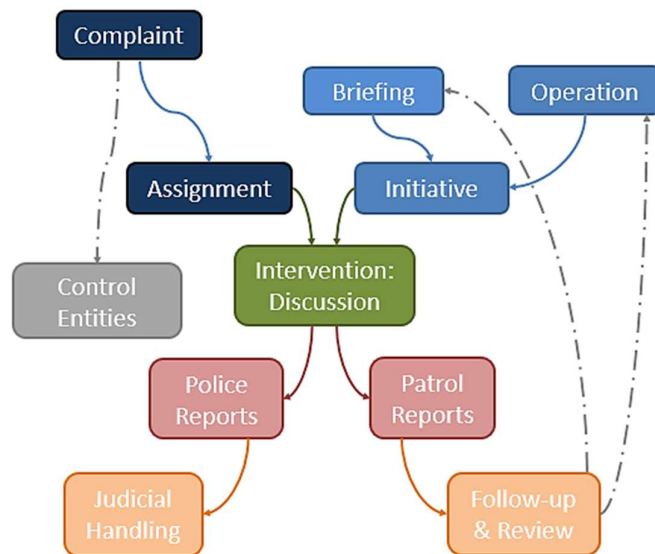 Complaint
Briefing
Operation
Assignment
Initiative
Control
Entities
Intervention:
Discussion
Police
Reports
Patrol
Reports
Judicial
Handling
Follow-up
& Review